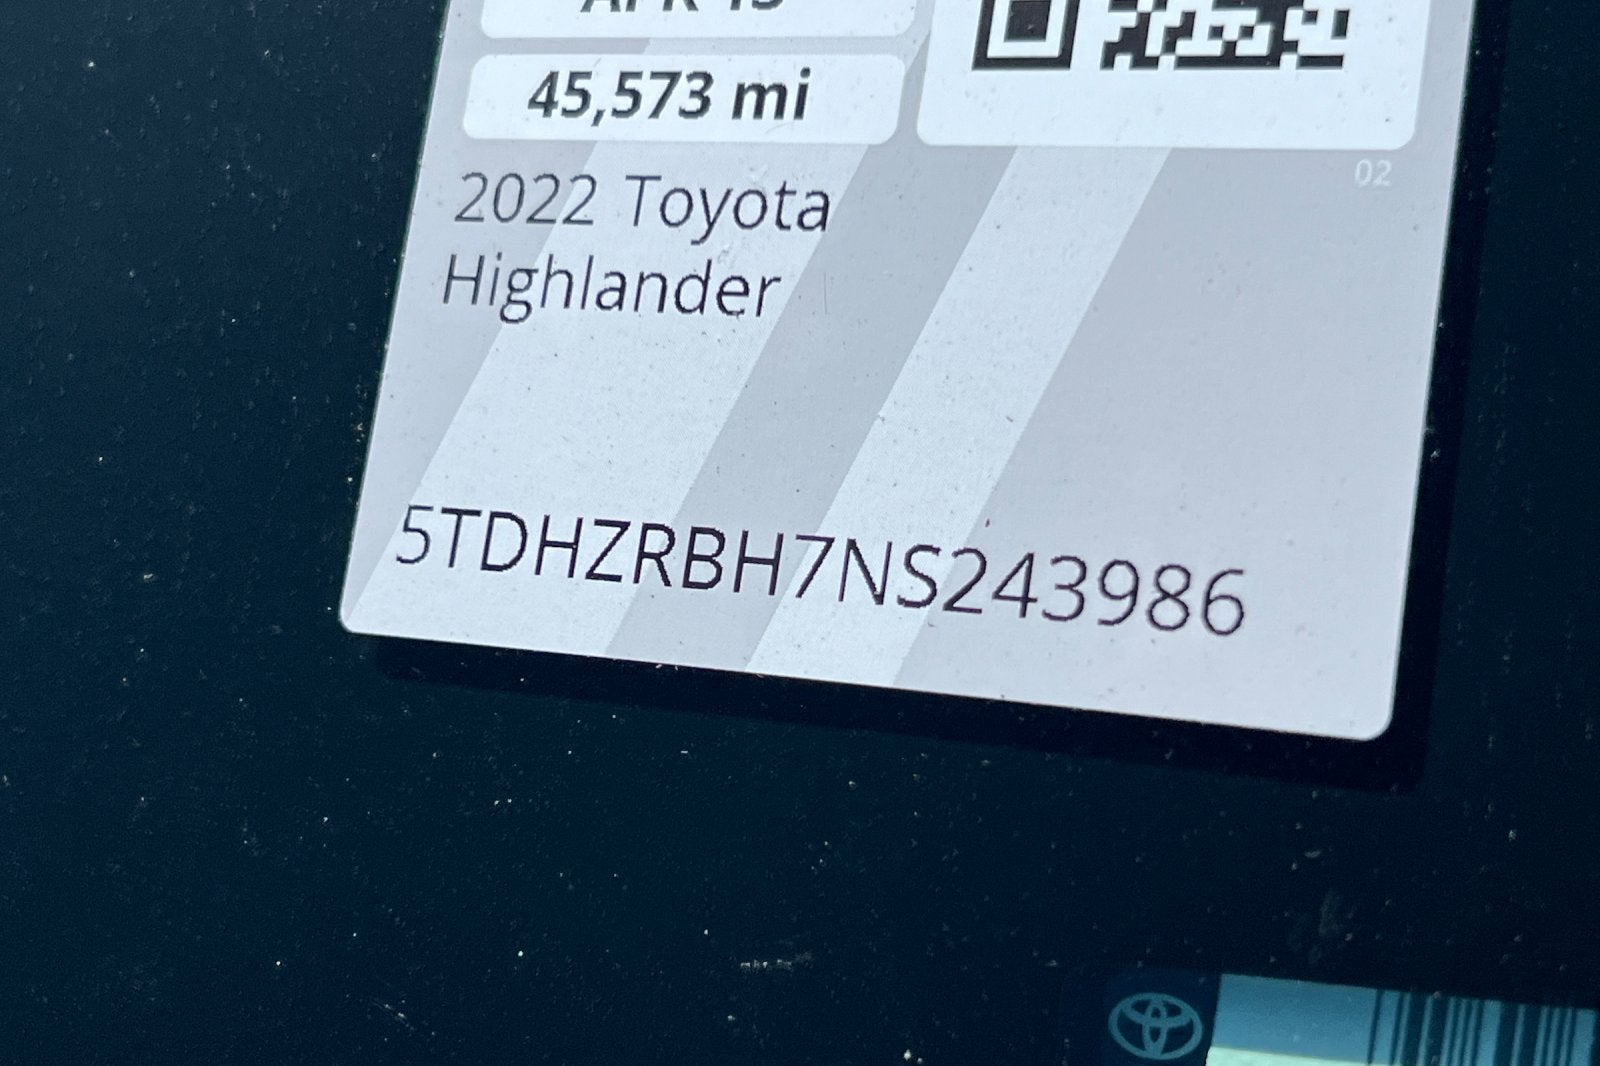 45,573 mi
02
2022 Toyota
Highlander
5TDHZRBH7NS243986